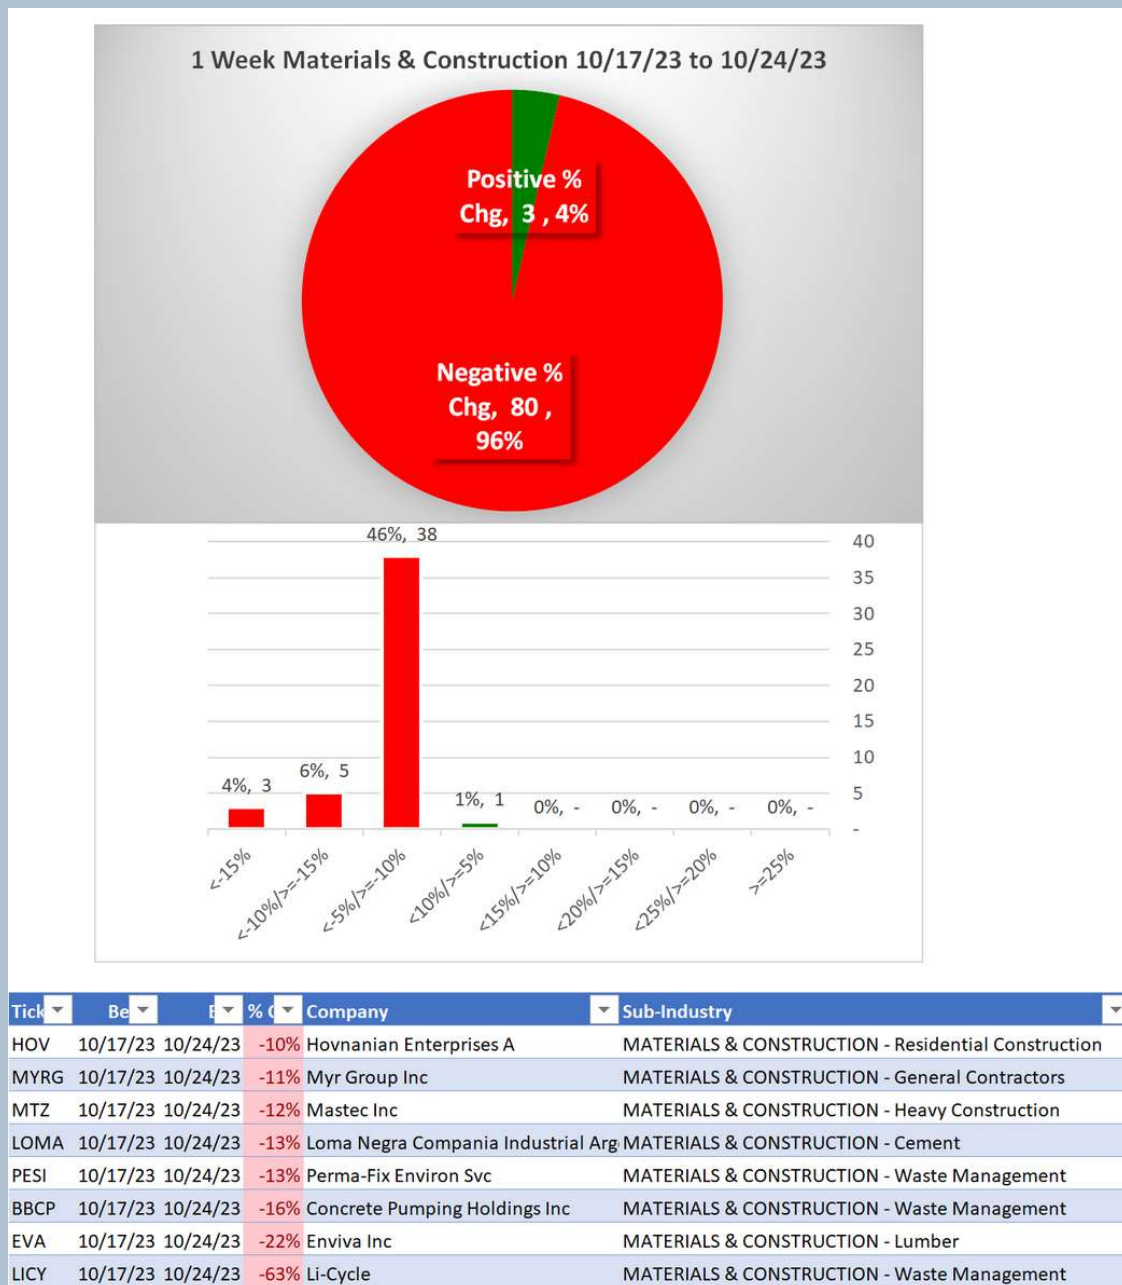 1 Week Materials & Construction 10/17/23 to 10/24/23
Positive %
Chg, 3 , 4%
Negative %
Chg, 80 ,
96%
46%, 38
40
35
30
25
20
15
10
5
-
4%, 3
6%, 5
1%, 1
0%, -
0%, -
0%, -
0%, -
<-15%
<-10%/>=-15%
<-5%/>=-10%
<10%/>=5%
<15%/>=10%
<20%/>=15%
<25%/>=20%
>=25%
Tick Be E % C Company Sub-Industry
HOV 10/17/23 10/24/23 -10% Hovnanian Enterprises A MATERIALS & CONSTRUCTION - Residential Construction
MYRG 10/17/23 10/24/23 -11% Myr Group Inc MATERIALS & CONSTRUCTION - General Contractors
MTZ 10/17/23 10/24/23 -12% Mastec Inc MATERIALS & CONSTRUCTION - Heavy Construction
LOMA 10/17/23 10/24/23 -13% Loma Negra Compania Industrial Arg MATERIALS & CONSTRUCTION - Cement
PESI 10/17/23 10/24/23 -13% Perma-Fix Environ Svc MATERIALS & CONSTRUCTION - Waste Management
BBCP 10/17/23 10/24/23 -16% Concrete Pumping Holdings Inc MATERIALS & CONSTRUCTION - Waste Management
EVA 10/17/23 10/24/23 -22% Enviva Inc MATERIALS & CONSTRUCTION - Lumber
LICY 10/17/23 10/24/23 -63% Li-Cycle MATERIALS & CONSTRUCTION - Waste Management